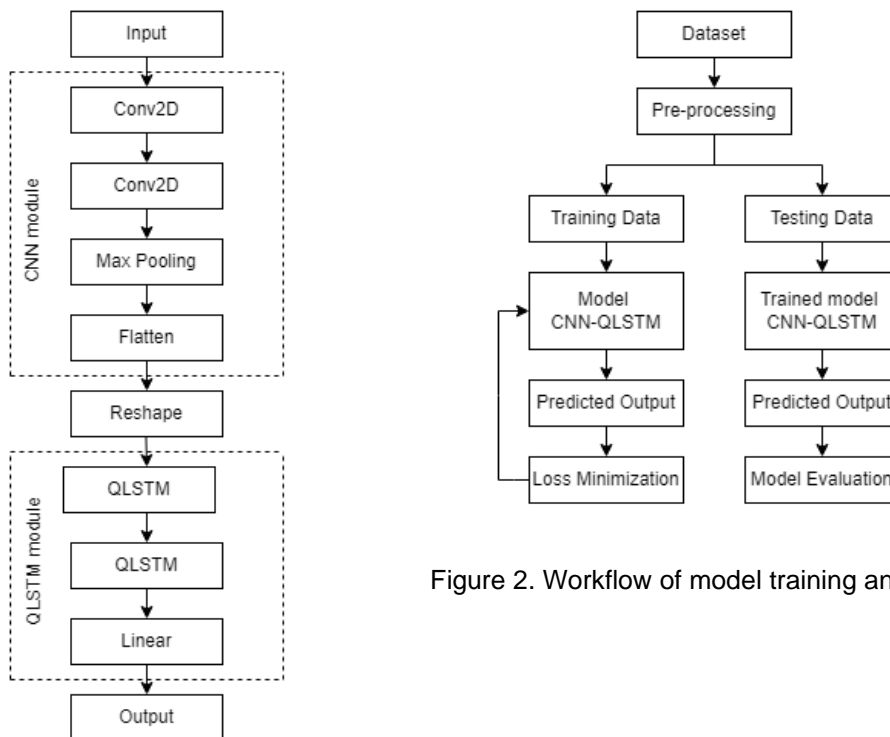 Input
CNN module
Conv2D
Conv2D
Max Pooling
Flatten
Reshape
QLSTM module
QLSTM
QLSTM
Linear
Output
Dataset
Pre-processing
Training Data
Model
CNN-QLSTM
Predicted Output
Loss Minimization
Testing Data
Trained model
CNN-QLSTM
Predicted Output
Model Evaluation
Figure 2. Workflow of model training